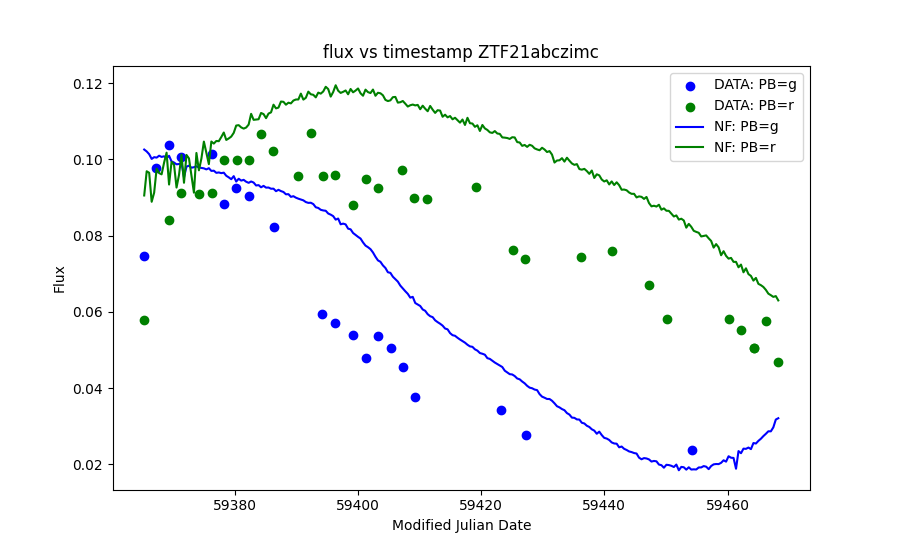 flux vs timestamp ZTF21abczimc
DATA: PB=g
DATA: PB=r
NF: PB=g
NF: PB=r
0.12
0.10
0.08
0.06
0.04
0.02
Flux
59380 59400 59420 59440 59460
Modified Julian Date